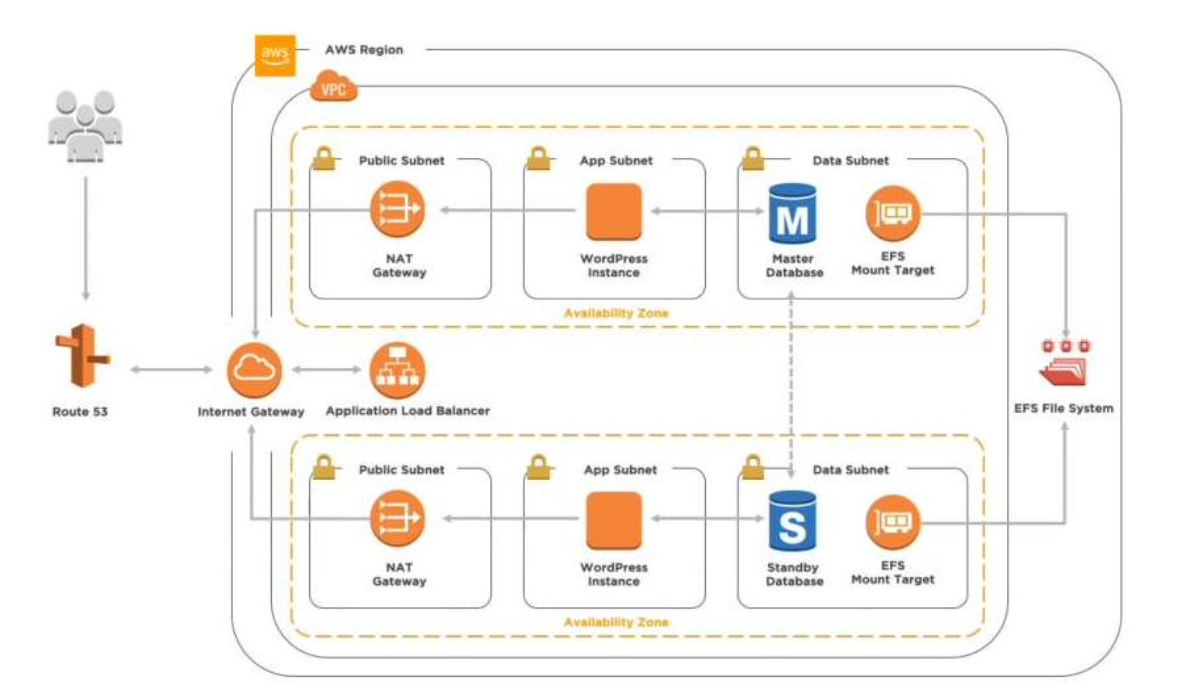 aws
AWS Region
VPC
Public Subnet
App Subnet
Data Subnet
M
NAT
Gateway
WordPress
Instance
Master
Database
EFS
Mount Target
Availability Zone
Route 53
Internet Gateway
Application Load Balancer
EFS File System
Public Subnet
App Subnet
Data Subnet
S
NAT
Gateway
WordPress
Instance
Standby
Database
EFS
Mount Target
Availability Zone